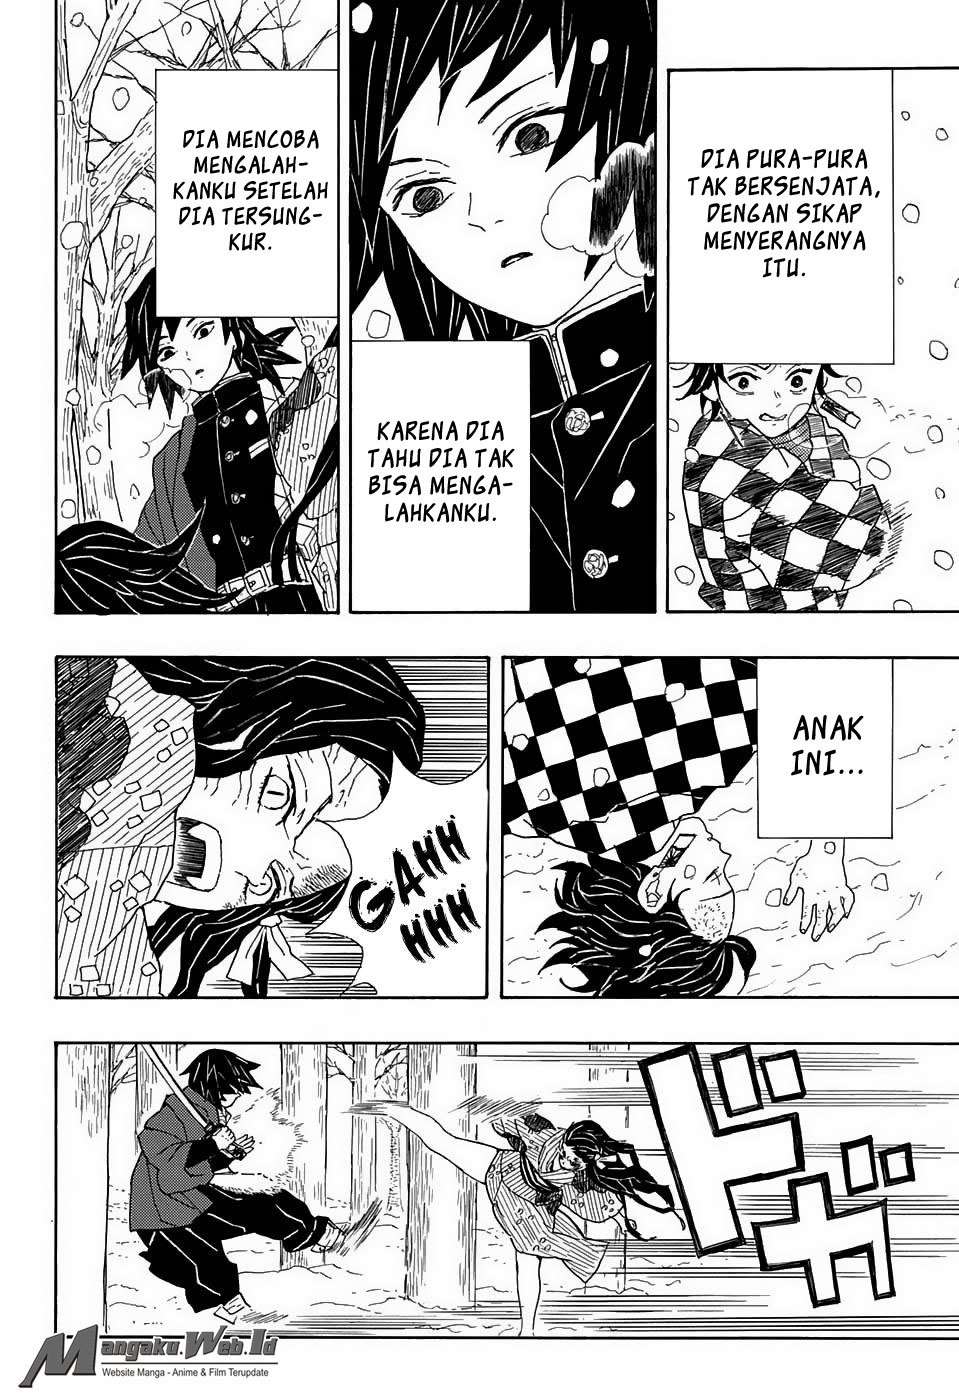 DIA PURA-PURA
TAK BERSENJATA,
DENGAN SIKAP
MENYERANGNYA
ITU.
KARENA DIA
TAHU DIA TAK
BISA MENGA-
LAHKANKU.
DIA MENCOBA
MENGALAH-
KANKU SETELAH
DIA TERSUNG-
KUR.
ANAK
INI...
GAHH
HHH
ドガ
Mangaku.Web.Id
Website Manga - Anime & Film Terupdate